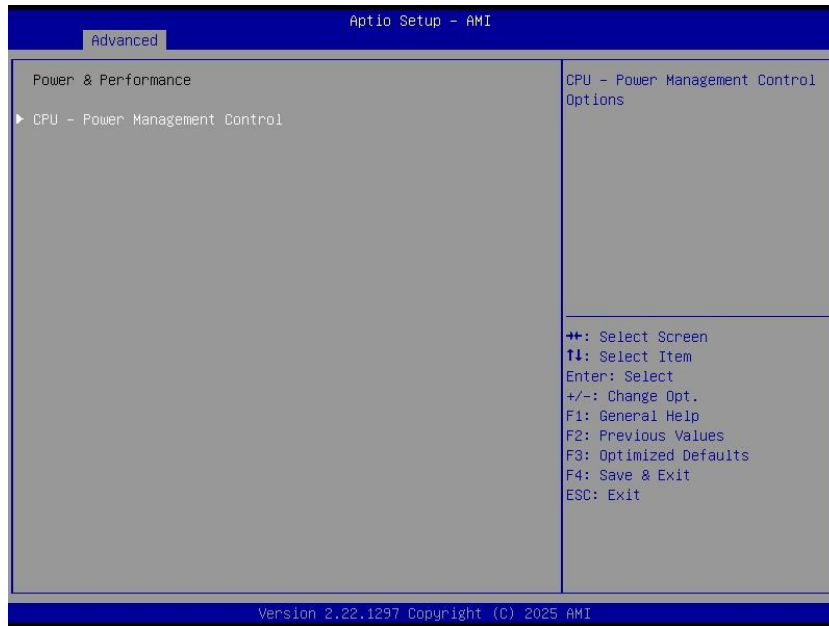 Aptio Setup – AMI
Advanced
Power & Performance
▶ CPU – Power Management Control
CPU – Power Management Control
Options
→←: Select Screen
↑↓: Select Item
Enter: Select
+/-: Change Opt.
F1: General Help
F2: Previous Values
F3: Optimized Defaults
F4: Save & Exit
ESC: Exit
Version 2.22.1297 Copyright (C) 2025 AMI